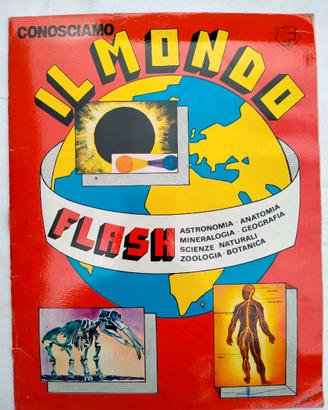 CONOSCIAMO
IL MONDO
FLASH
ASTRONOMIA · ANATOMIA
MINERALOGIA · GEOGRAFIA
SCIENZE NATURALI
ZOOLOGIA · BOTANICA